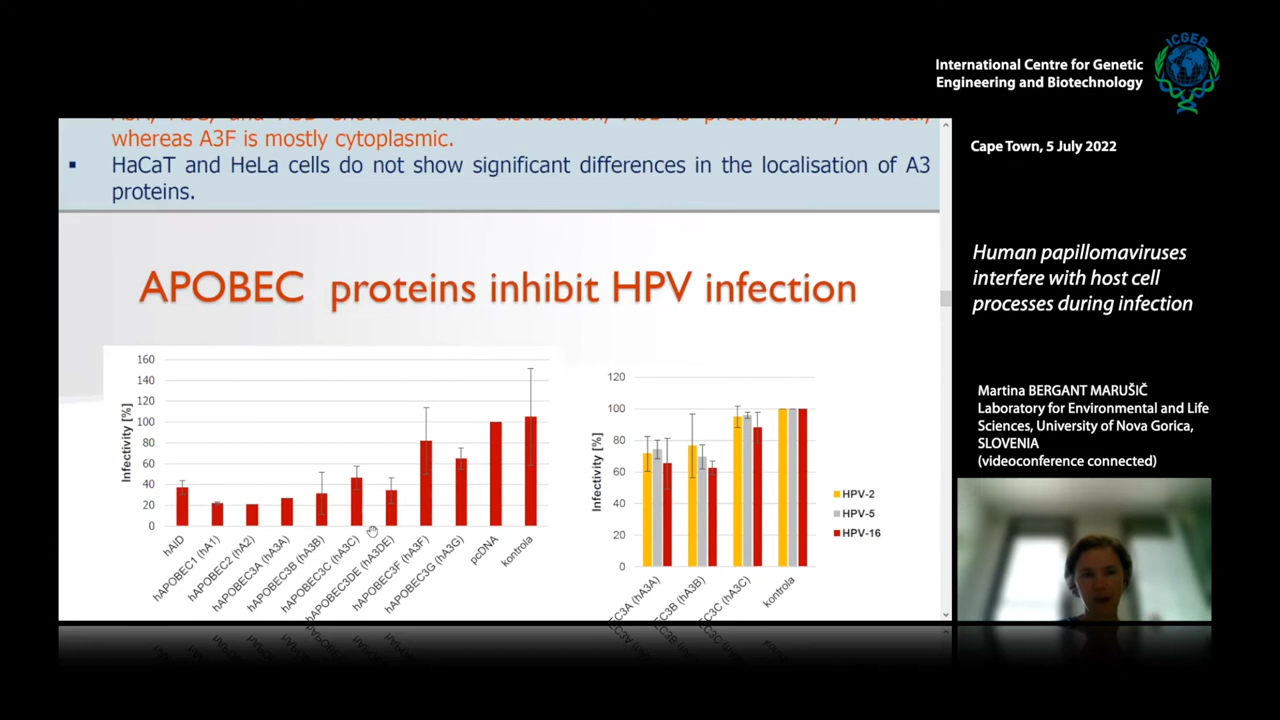 ICGEB
International Centre for Genetic
Engineering and Biotechnology
Cape Town, 5 July 2022
whereas A3F is mostly cytoplasmic.
▪ HaCaT and HeLa cells do not show significant differences in the localisation of A3
proteins.
APOBEC proteins inhibit HPV infection
Infectivity [%]
160
140
120
100
80
60
40
20
0
hAID
hAPOBEC1 (hA1)
hAPOBEC2 (hA2)
hAPOBEC3A (hA3A)
hAPOBEC3B (hA3B)
hAPOBEC3C (hA3C)
hAPOBEC3DE (hA3DE)
hAPOBEC3F (hA3F)
hAPOBEC3G (hA3G)
pcDNA
kontrola
Infectivity [%]
120
100
80
60
40
20
0
EC3A (hA3A)
EC3B (hA3B)
EC3C (hA3C)
kontrola
HPV-2
HPV-5
HPV-16
Human papillomaviruses
interfere with host cell
processes during infection
Martina BERGANT MARUŠIČ
Laboratory for Environmental and Life
Sciences, University of Nova Gorica,
SLOVENIA
(videoconference connected)